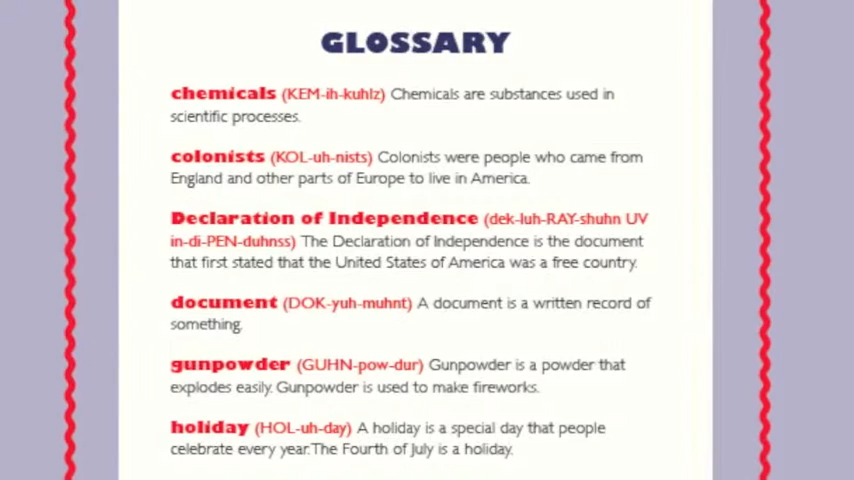 GLOSSARY
chemicals (KEM-ih-kuhlz) Chemicals are substances used in
scientific processes.
colonists (KOL-uh-nists) Colonists were people who came from
England and other parts of Europe to live in America.
Declaration of Independence (dek-luh-RAY-shuhn UV
in-di-PEN-duhnss) The Declaration of Independence is the document
that first stated that the United States of America was a free country.
document (DOK-yuh-muhnt) A document is a written record of
something.
gunpowder (GUHN-pow-dur) Gunpowder is a powder that
explodes easily. Gunpowder is used to make fireworks.
holiday (HOL-uh-day) A holiday is a special day that people
celebrate every year. The Fourth of July is a holiday.